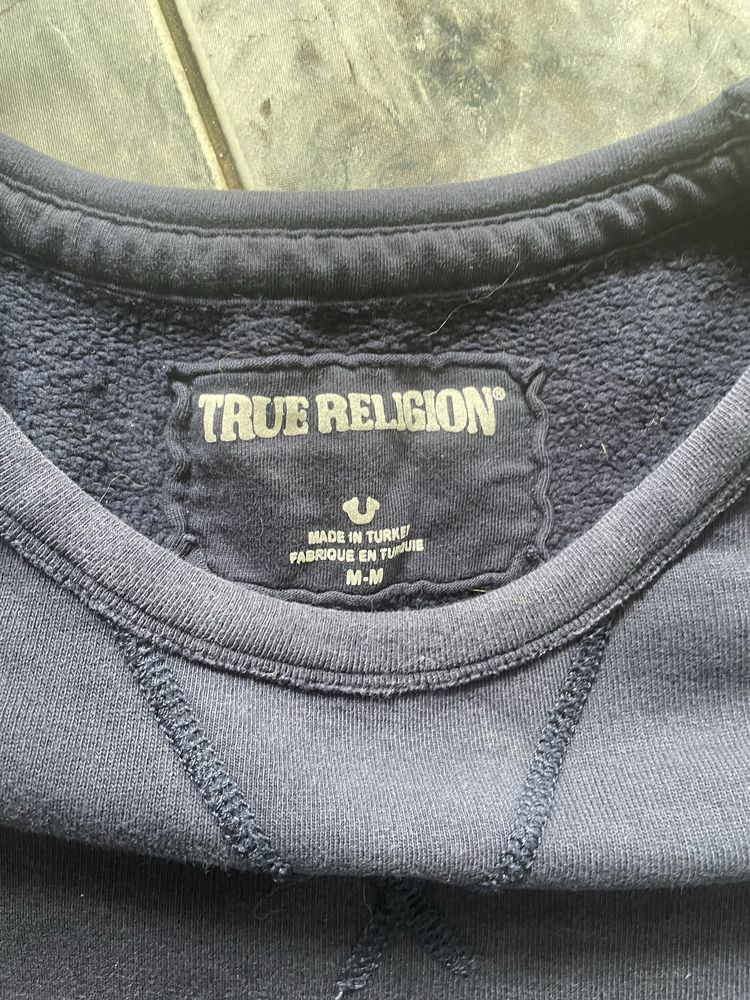 TRUE RELIGION®
MADE IN TURKEY
FABRIQUE EN TURQUIE
M-M